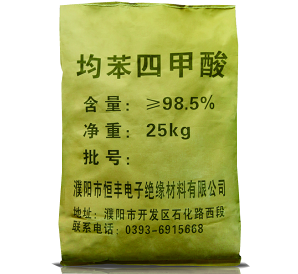 均苯四甲酸
含量：≥98.5%
净重：25kg
批号：
濮阳市恒丰电子绝缘材料有限公司
地址：濮阳市开发区石化路西段
联系电话：0393-6915668